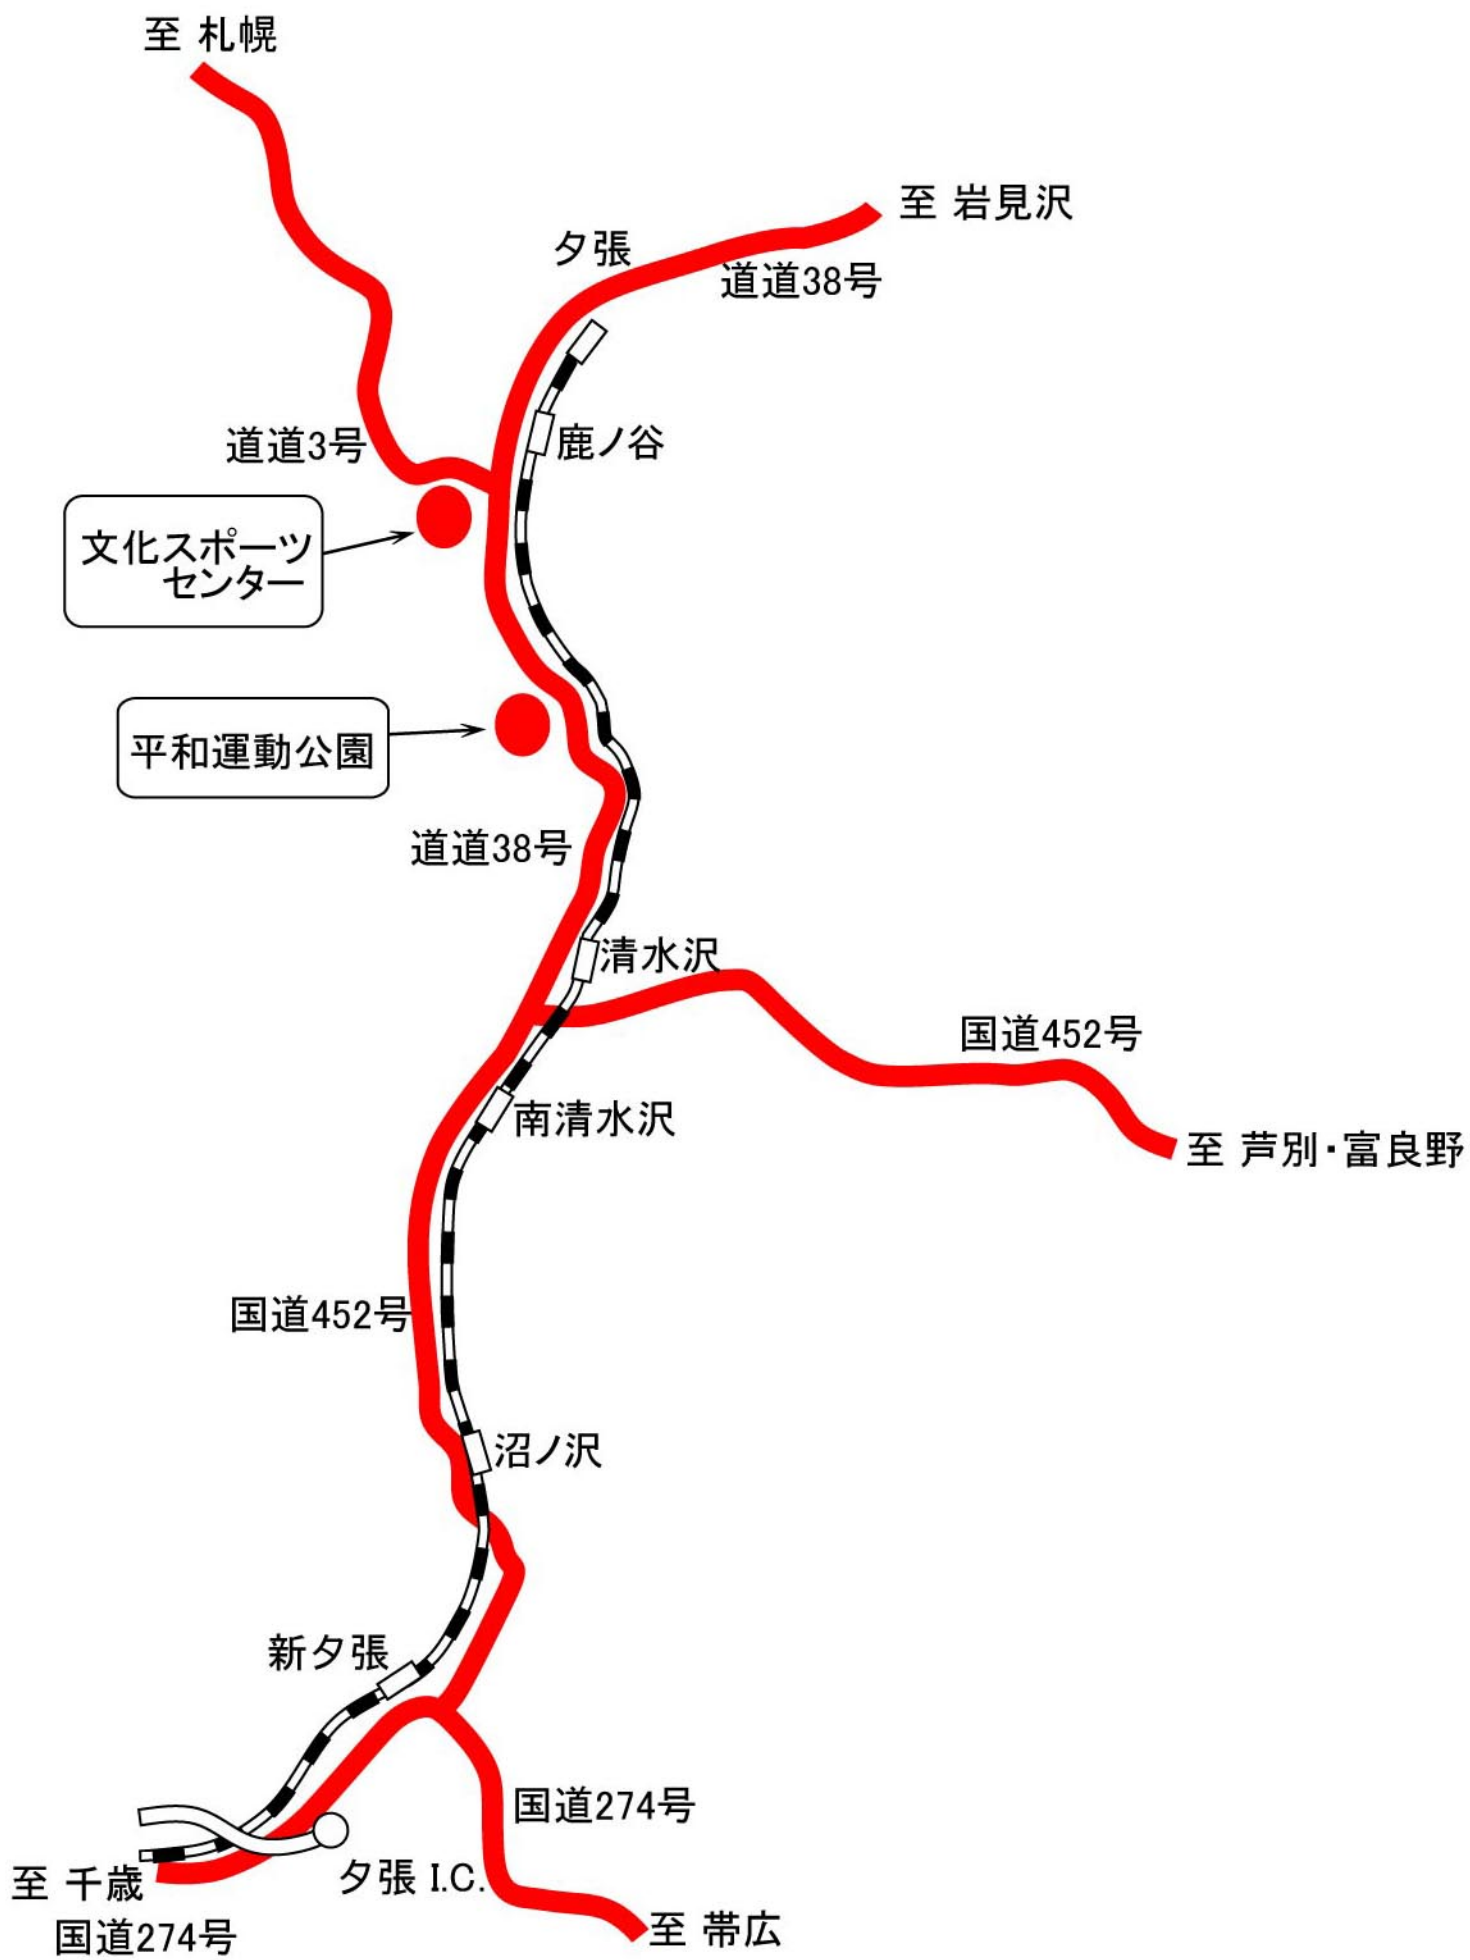 至 札幌
至 岩見沢
夕張
道道38号
道道3号
鹿ノ谷
文化スポーツ
センター
平和運動公園
道道38号
清水沢
国道452号
南清水沢
至 芦別・富良野
国道452号
沼ノ沢
新夕張
国道274号
夕張 I.C.
至 千歳
国道274号
至 帯広